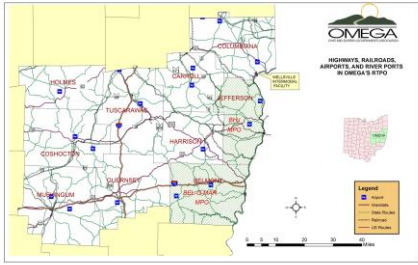 OMEGA
HIGHWAYS, RAILROADS,
AIRPORTS, AND RIVER PORTS
IN OMEGA'S RTPO
COLUMBIANA
WELLSVILLE
INTERMODAL
FACILITY
HOLMES
CARROLL
JEFFERSON
TUSCARAWAS
BHJ
MPO
HARRISON
COSHOCTON
GUERNSEY
BELMONT
MUSKINGUM
BEL-O-MAR
MPO
Legend
Airport
Interstate
State Routes
Railroad
US Routes
0 5 10 20 30 40
Miles